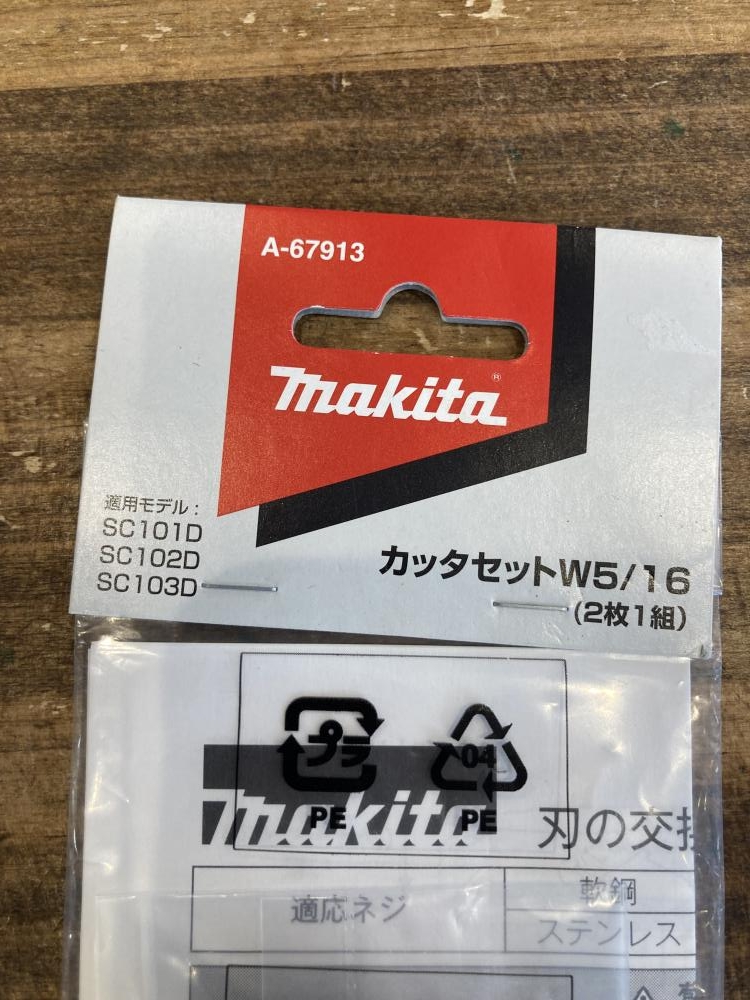 A-67913
makita®
適用モデル：
SC101D
SC102D
SC103D
カッタセットW5/16
(2枚1組)
プラ
PE
04
PE
makita
刃の交換
適応ネジ
軟鋼
ステンレス